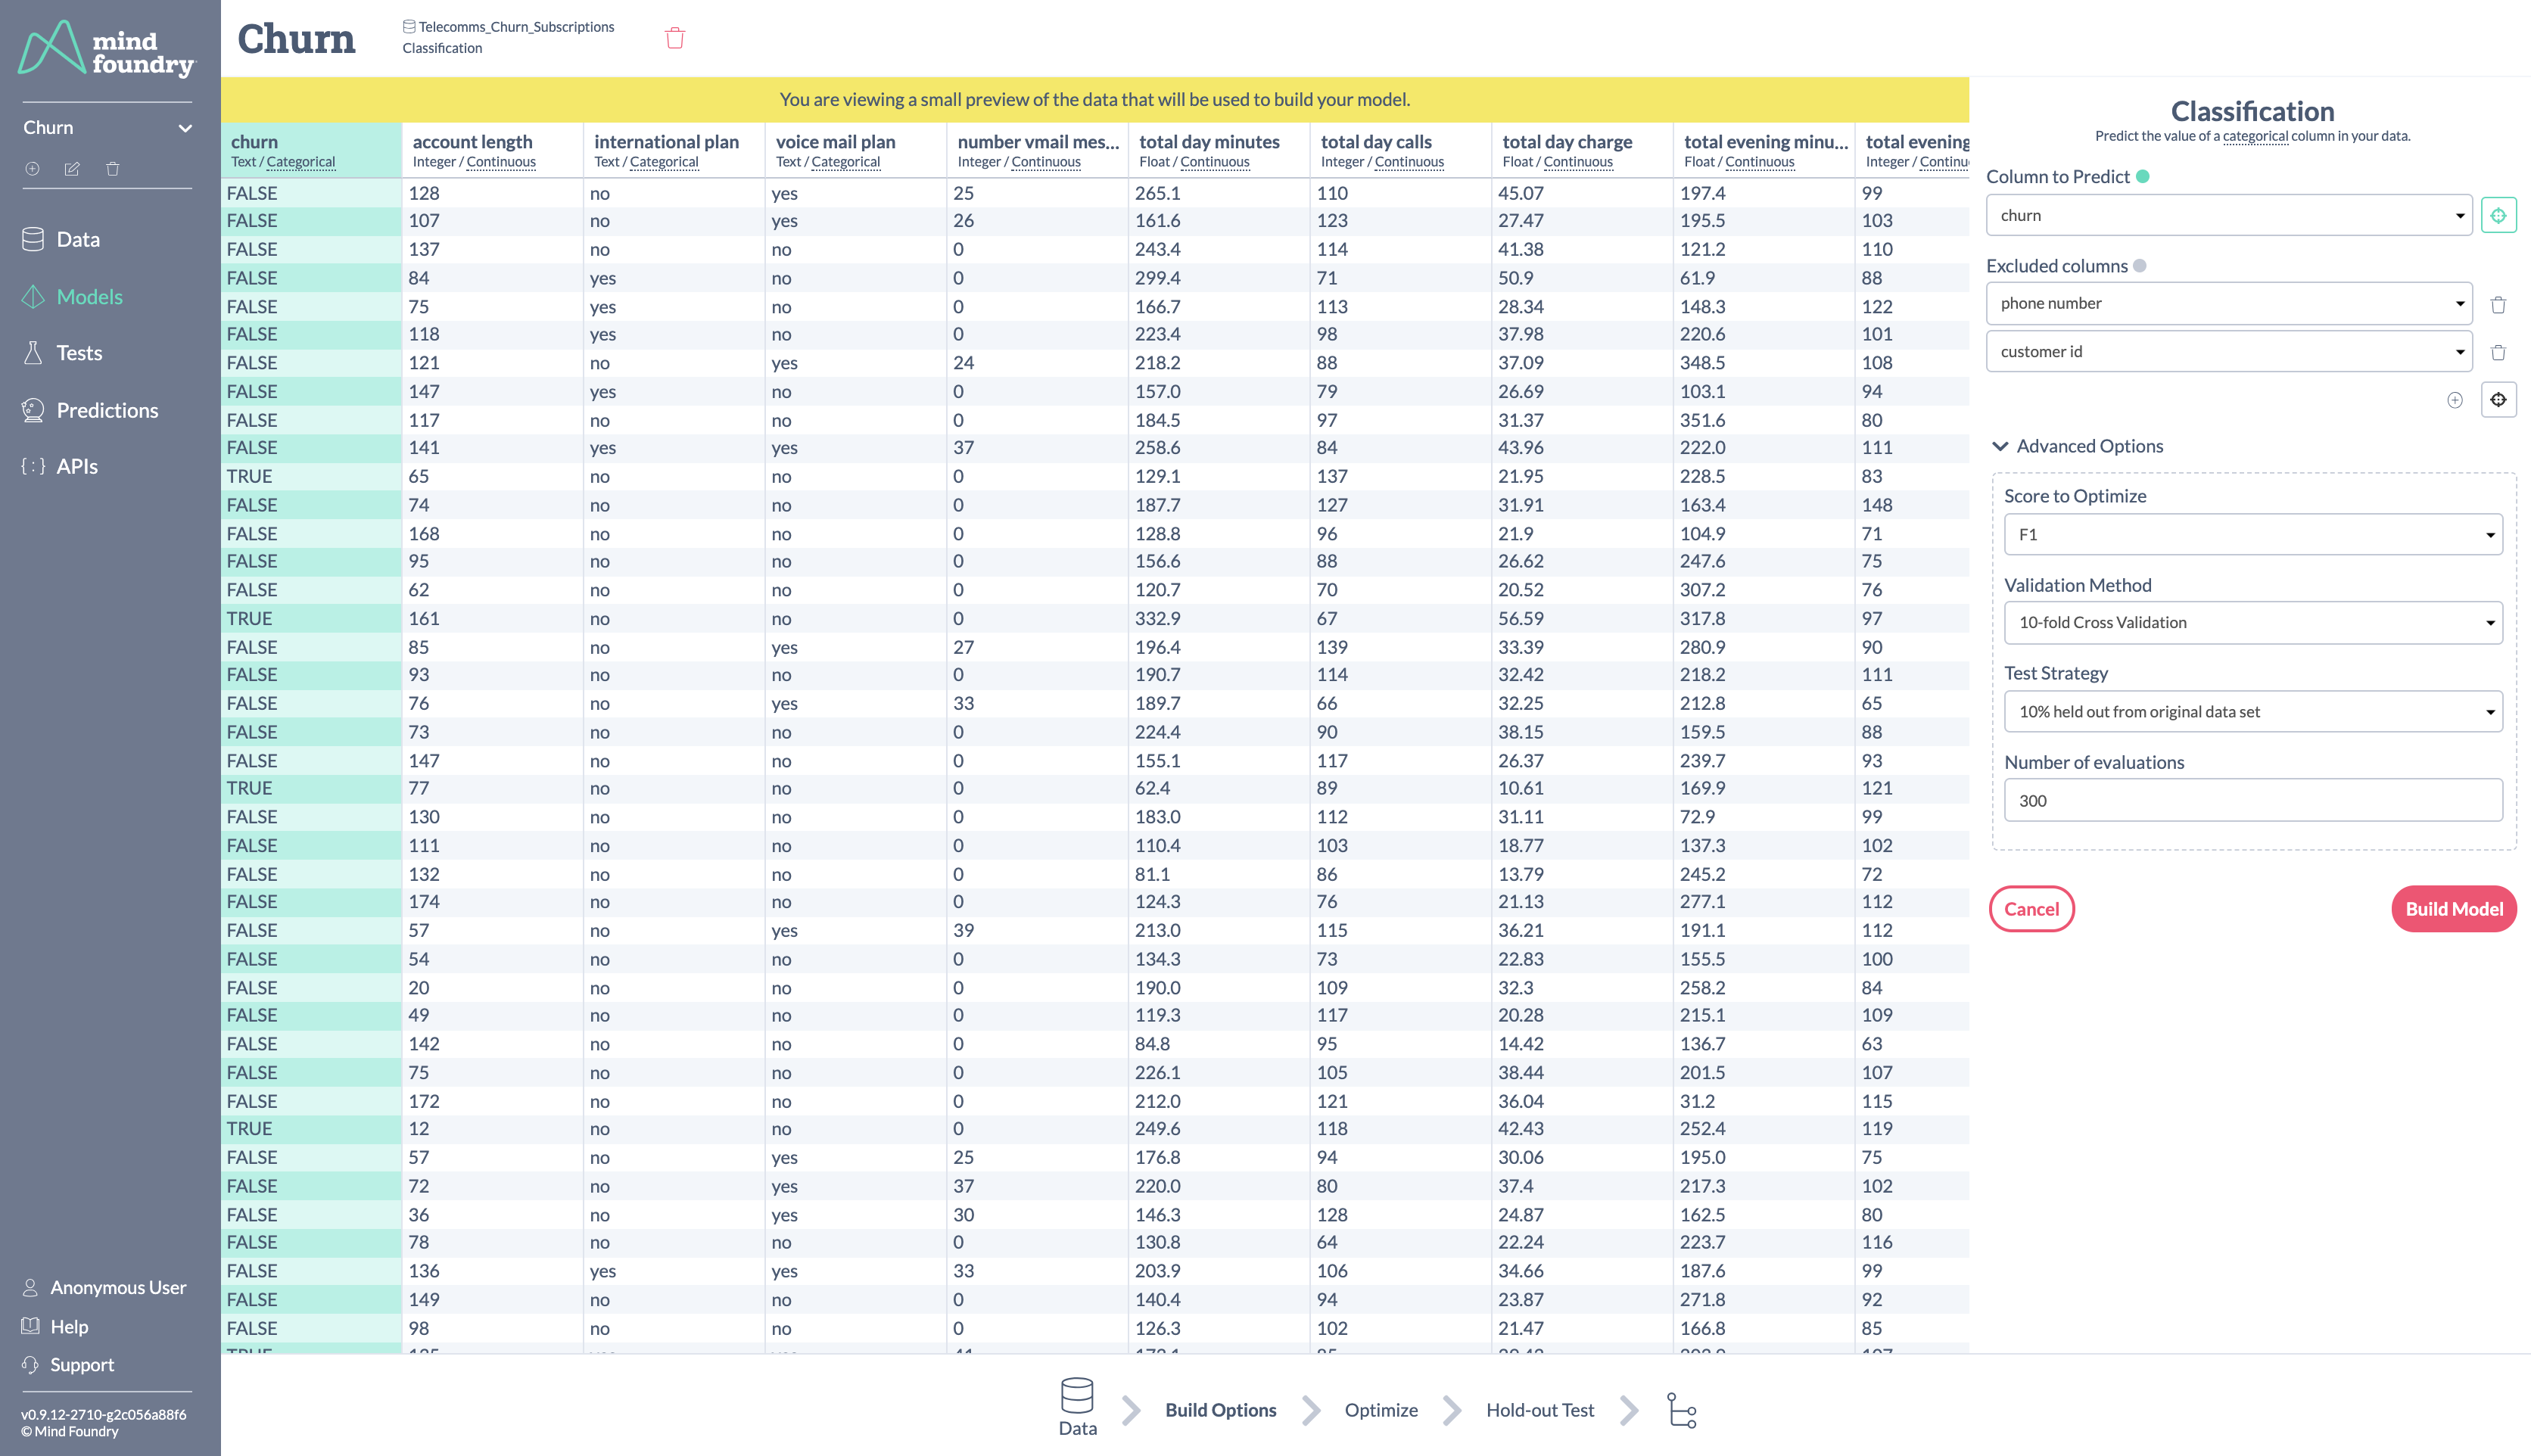 mind
foundry
Churn
Data
Models
Tests
Predictions
APIs
Anonymous User
Help
Support
v0.9.12-2710-g2c056a88f6
© Mind Foundry
Churn
Telecomms_Churn_Subscriptions
Classification
You are viewing a small preview of the data that will be used to build your model.
churn account length international plan voice mail plan number vmail mes... total day minutes total day calls total day charge total evening minu... total evening
Text / Categorical Integer / Continuous Text / Categorical Text / Categorical Integer / Continuous Float / Continuous Integer / Continuous Float / Continuous Float / Continuous Integer / Continu
FALSE 128 no yes 25 265.1 110 45.07 197.4 99
FALSE 107 no yes 26 161.6 123 27.47 195.5 103
FALSE 137 no no 0 243.4 114 41.38 121.2 110
FALSE 84 yes no 0 299.4 71 50.9 61.9 88
FALSE 75 yes no 0 166.7 113 28.34 148.3 122
FALSE 118 yes no 0 223.4 98 37.98 220.6 101
FALSE 121 no yes 24 218.2 88 37.09 348.5 108
FALSE 147 yes no 0 157.0 79 26.69 103.1 94
FALSE 117 no no 0 184.5 97 31.37 351.6 80
FALSE 141 yes yes 37 258.6 84 43.96 222.0 111
TRUE 65 no no 0 129.1 137 21.95 228.5 83
FALSE 74 no no 0 187.7 127 31.91 163.4 148
FALSE 168 no no 0 128.8 96 21.9 104.9 71
FALSE 95 no no 0 156.6 88 26.62 247.6 75
FALSE 62 no no 0 120.7 70 20.52 307.2 76
TRUE 161 no no 0 332.9 67 56.59 317.8 97
FALSE 85 no yes 27 196.4 139 33.39 280.9 90
FALSE 93 no no 0 190.7 114 32.42 218.2 111
FALSE 76 no yes 33 189.7 66 32.25 212.8 65
FALSE 73 no no 0 224.4 90 38.15 159.5 88
FALSE 147 no no 0 155.1 117 26.37 239.7 93
TRUE 77 no no 0 62.4 89 10.61 169.9 121
FALSE 130 no no 0 183.0 112 31.11 72.9 99
FALSE 111 no no 0 110.4 103 18.77 137.3 102
FALSE 132 no no 0 81.1 86 13.79 245.2 72
FALSE 174 no no 0 124.3 76 21.13 277.1 112
FALSE 57 no yes 39 213.0 115 36.21 191.1 112
FALSE 54 no no 0 134.3 73 22.83 155.5 100
FALSE 20 no no 0 190.0 109 32.3 258.2 84
FALSE 49 no no 0 119.3 117 20.28 215.1 109
FALSE 142 no no 0 84.8 95 14.42 136.7 63
FALSE 75 no no 0 226.1 105 38.44 201.5 107
FALSE 172 no no 0 212.0 121 36.04 31.2 115
TRUE 12 no no 0 249.6 118 42.43 252.4 119
FALSE 57 no yes 25 176.8 94 30.06 195.0 75
FALSE 72 no yes 37 220.0 80 37.4 217.3 102
FALSE 36 no yes 30 146.3 128 24.87 162.5 80
FALSE 78 no no 0 130.8 64 22.24 223.7 116
FALSE 136 yes yes 33 203.9 106 34.66 187.6 99
FALSE 149 no no 0 140.4 94 23.87 271.8 92
FALSE 98 no no 0 126.3 102 21.47 166.8 85
Classification
Predict the value of a categorical column in your data.
Column to Predict
churn
Excluded columns
phone number
customer id
Advanced Options
Score to Optimize
F1
Validation Method
10-fold Cross Validation
Test Strategy
10% held out from original data set
Number of evaluations
300
Cancel Build Model
Data Build Options Optimize Hold-out Test